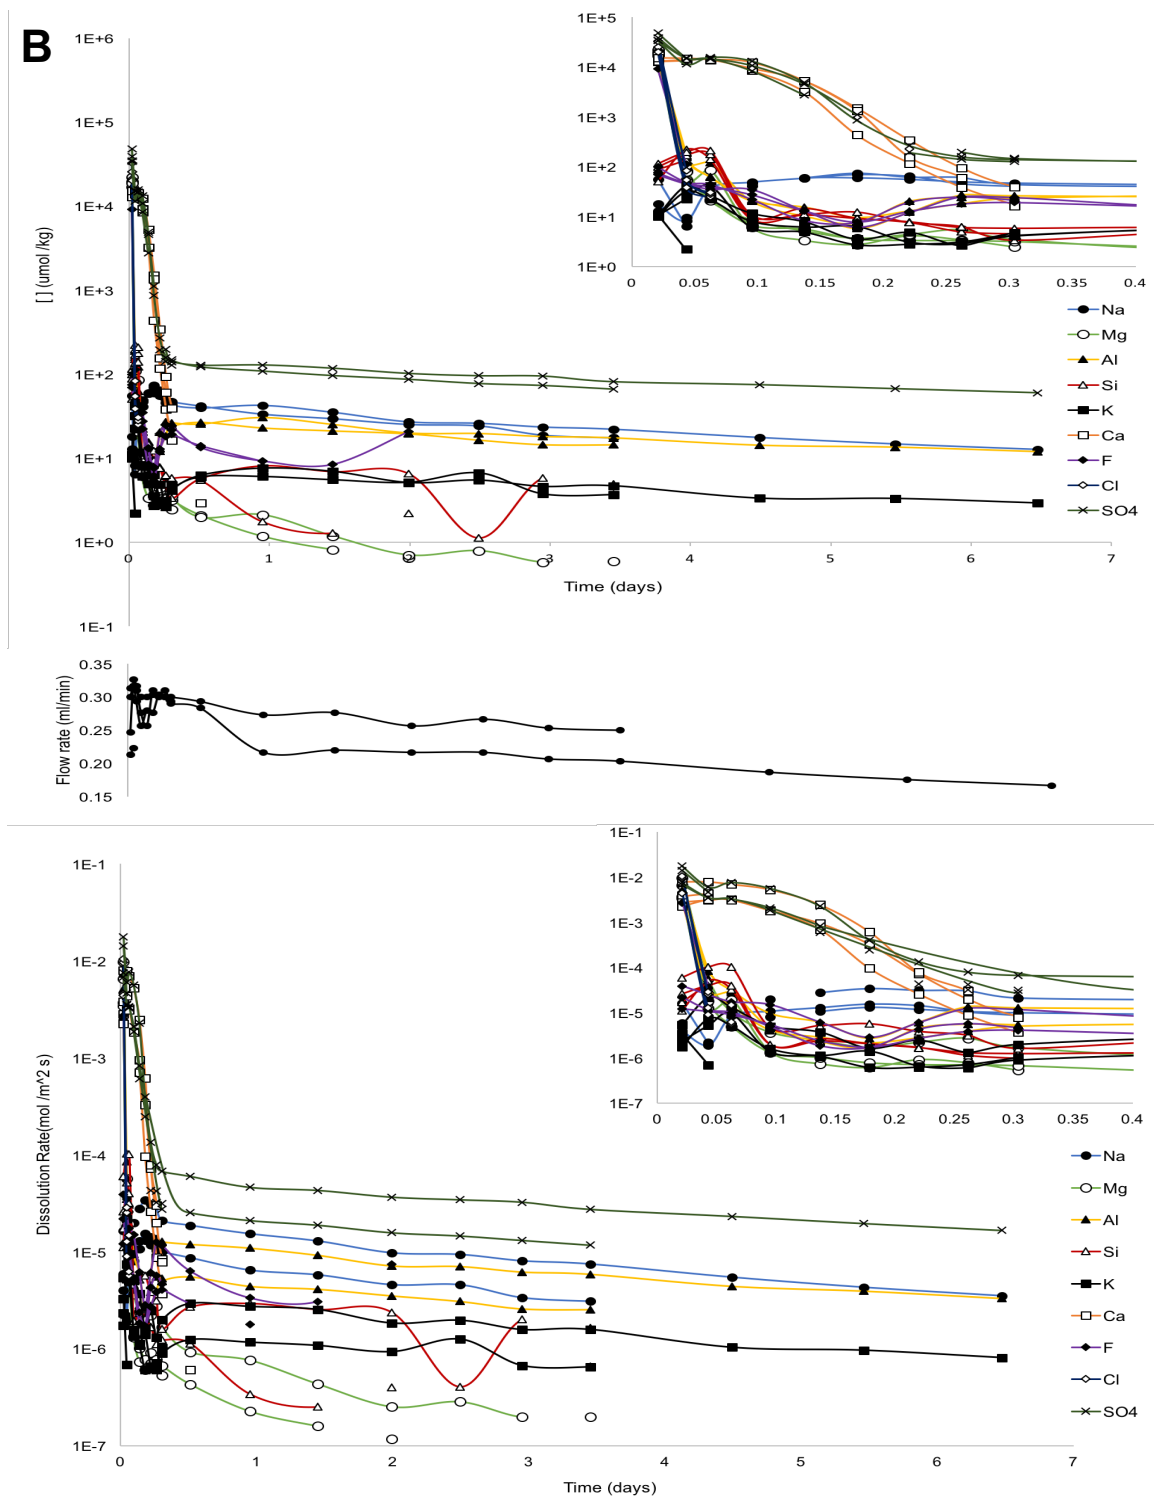 B
1E+6
1E+5
1E+4
1E+3
1E+2
1E+1
1E+0
1E-1
[ ] (umol /kg)
0 1 2 3 4 5 6 7
Time (days)
1E+5
1E+4
1E+3
1E+2
1E+1
1E+0
0 0.05 0.1 0.15 0.2 0.25 0.3 0.35 0.4
Na
Mg
Al
Si
K
Ca
F
Cl
SO4
0.35
0.30
0.25
0.20
0.15
Flow rate (ml/min)
1E-1
1E-2
1E-3
1E-4
1E-5
1E-6
1E-7
Dissolution Rate(mol /m^2 s)
0 1 2 3 4 5 6 7
Time (days)
1E-1
1E-2
1E-3
1E-4
1E-5
1E-6
1E-7
0 0.05 0.1 0.15 0.2 0.25 0.3 0.35 0.4
Na
Mg
Al
Si
K
Ca
F
Cl
SO4